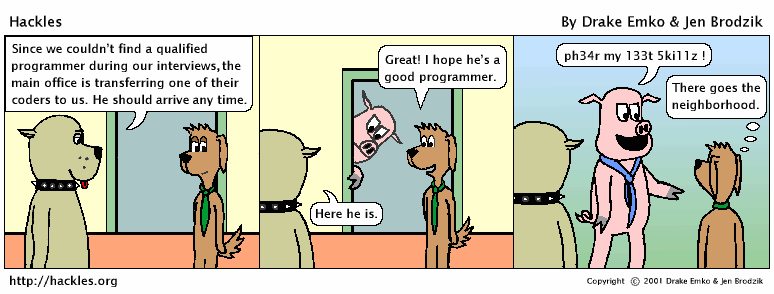 Hackles
By Drake Emko & Jen Brodzik
Since we couldn't find a qualified
programmer during our interviews, the
main office is transferring one of their
coders to us. He should arrive any time.
Great! I hope he's a
good programmer.
Here he is.
ph34r my 133t 5ki11z !
There goes the
neighborhood.
http://hackles.org
Copyright © 2001 Drake Emko & Jen Brodzik